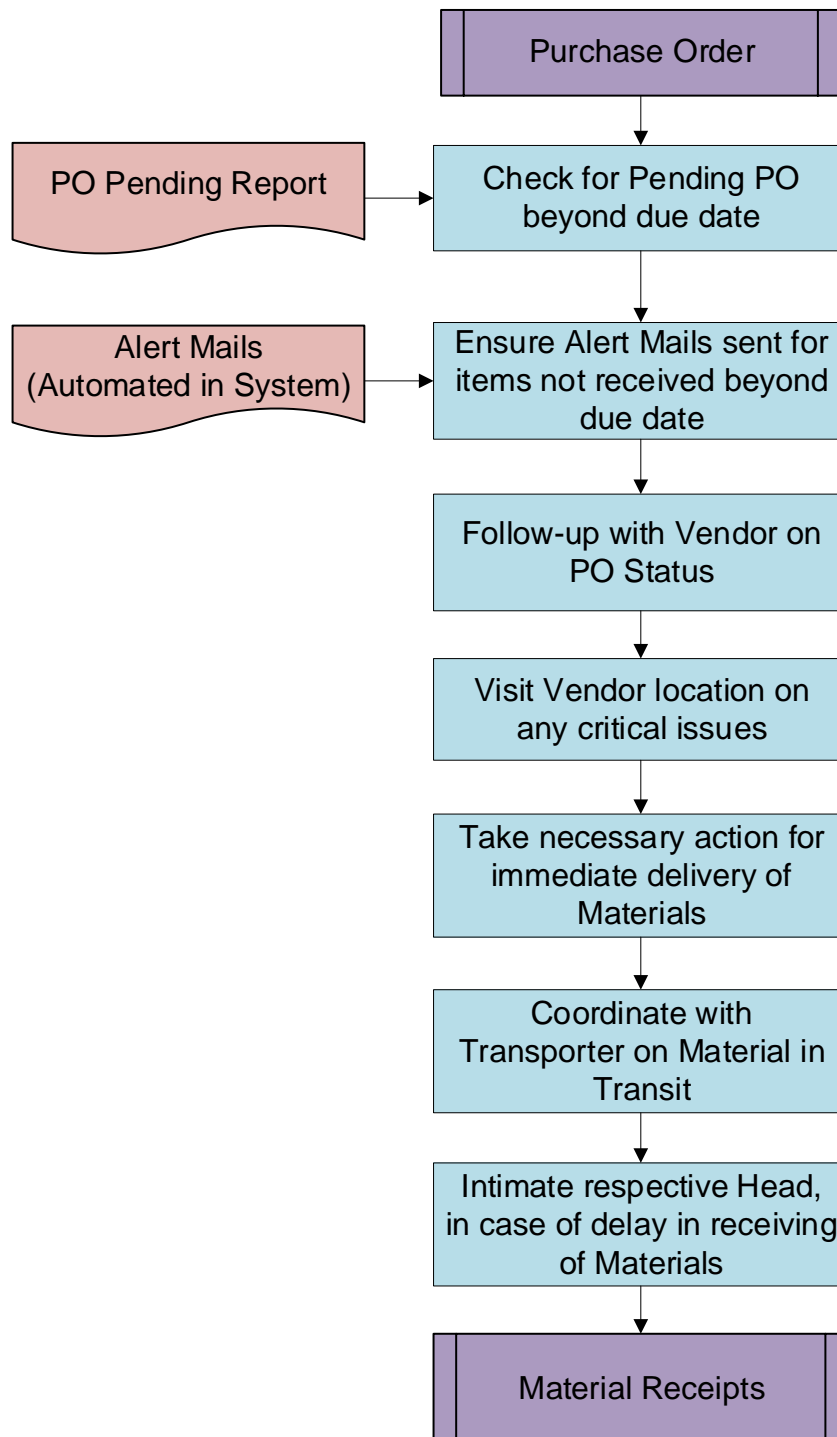 Purchase Order
PO Pending Report
Check for Pending PO
beyond due date
Alert Mails
(Automated in System)
Ensure Alert Mails sent for
items not received beyond
due date
Follow-up with Vendor on
PO Status
Visit Vendor location on
any critical issues
Take necessary action for
immediate delivery of
Materials
Coordinate with
Transporter on Material in
Transit
Intimate respective Head,
in case of delay in receiving
of Materials
Material Receipts